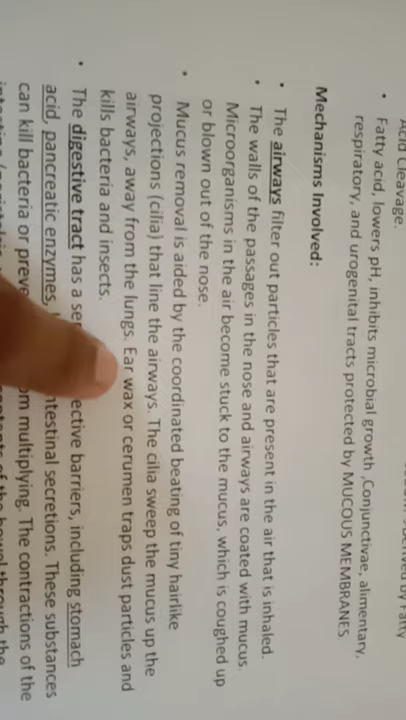 Acid Cleavage.
• Fatty acid, lowers pH, inhibits microbial growth ,Conjunctivae, alimentary,
respiratory, and urogenital tracts protected by MUCOUS MEMBRANES
Mechanisms Involved:
• The airways filter out particles that are present in the air that is inhaled.
• The walls of the passages in the nose and airways are coated with mucus.
Microorganisms in the air become stuck to the mucus, which is coughed up
or blown out of the nose.
• Mucus removal is aided by the coordinated beating of tiny hairlike
projections (cilia) that line the airways. The cilia sweep the mucus up the
airways, away from the lungs. Ear wax or cerumen traps dust particles and
kills bacteria and insects.
• The digestive tract has a ective barriers, including stomach
acid, pancreatic enzymes, ntestinal secretions. These substances
can kill bacteria or preve om multiplying. The contractions of the
of the bowel through the